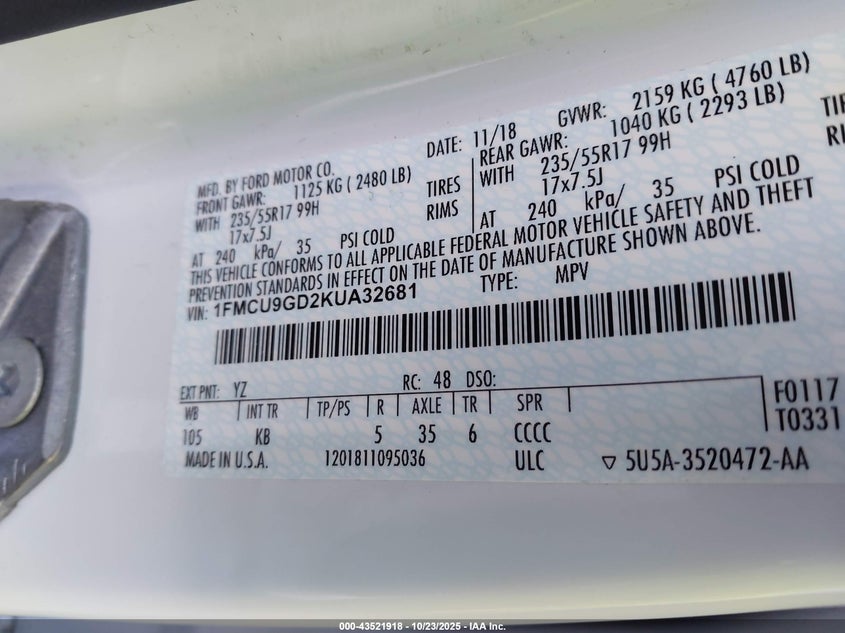 MFD. BY FORD MOTOR CO. DATE: 11/18 GVWR: 2159 KG ( 4760 LB)
FRONT GAWR: 1125 KG ( 2480 LB) REAR GAWR: 1040 KG ( 2293 LB)
WITH 235/55R17 99H TIRES WITH 235/55R17 99H
17x7.5J RIMS 17x7.5J RIM
AT 240 kPa/ 35 PSI COLD AT 240 kPa/ 35 PSI COLD
THIS VEHICLE CONFORMS TO ALL APPLICABLE FEDERAL MOTOR VEHICLE SAFETY AND THEFT
PREVENTION STANDARDS IN EFFECT ON THE DATE OF MANUFACTURE SHOWN ABOVE.
VIN: 1FMCU9GD2KUA32681 TYPE: MPV
EXT PNT: YZ RC: 48 DSO:
WB INT TR TP/PS R AXLE TR SPR F0117
105 KB 5 35 6 CCCC T0331
MADE IN U.S.A. 1201811095036 ULC ▽ 5U5A-3520472-AA
000-43521918 - 10/23/2025 - IAA Inc.